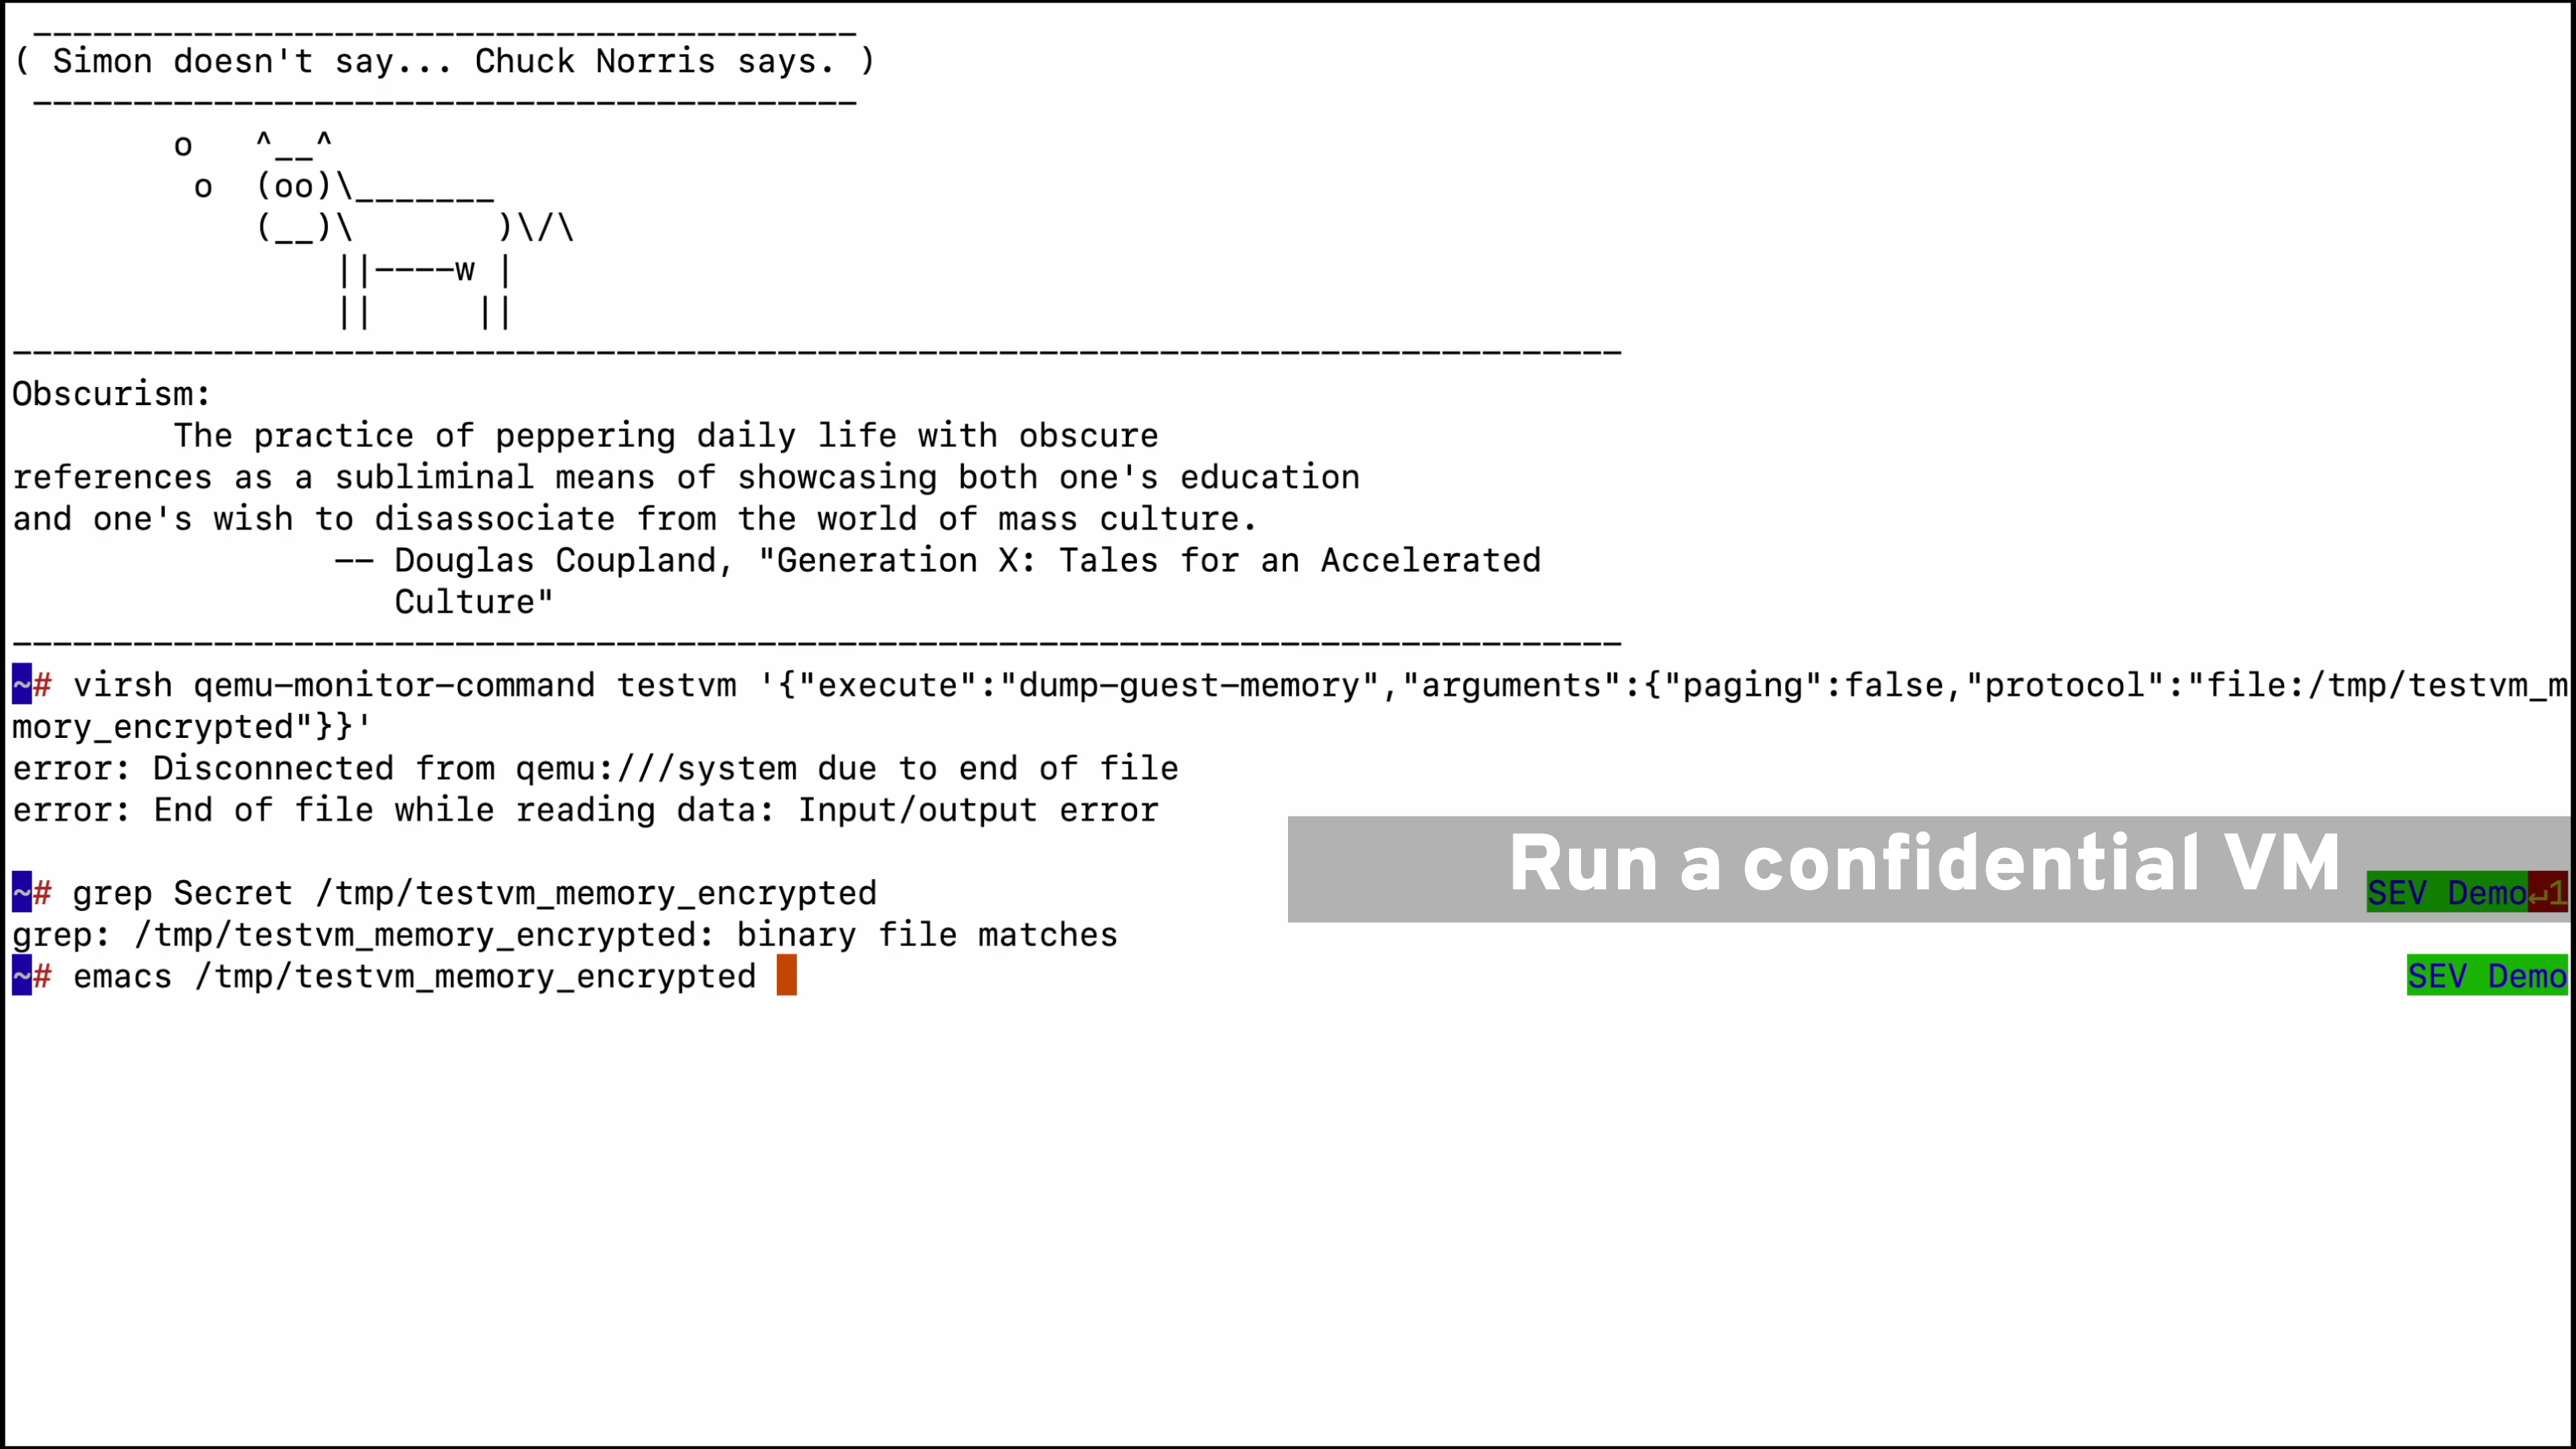 _________________________________________
( Simon doesn't say... Chuck Norris says. )
 -----------------------------------------
        o   ^__^
         o  (oo)\_______
            (__)\       )\/\
                ||----w |
                ||     ||
--------------------------------------------------------------------------------
Obscurism:
        The practice of peppering daily life with obscure
references as a subliminal means of showcasing both one's education
and one's wish to disassociate from the world of mass culture.
                -- Douglas Coupland, "Generation X: Tales for an Accelerated
                   Culture"
--------------------------------------------------------------------------------
~# virsh qemu-monitor-command testvm '{"execute":"dump-guest-memory","arguments":{"paging":false,"protocol":"file:/tmp/testvm_m
mory_encrypted"}}'
error: Disconnected from qemu:///system due to end of file
error: End of file while reading data: Input/output error
Run a confidential VM
~# grep Secret /tmp/testvm_memory_encrypted SEV Demo↵1
grep: /tmp/testvm_memory_encrypted: binary file matches
~# emacs /tmp/testvm_memory_encrypted SEV Demo